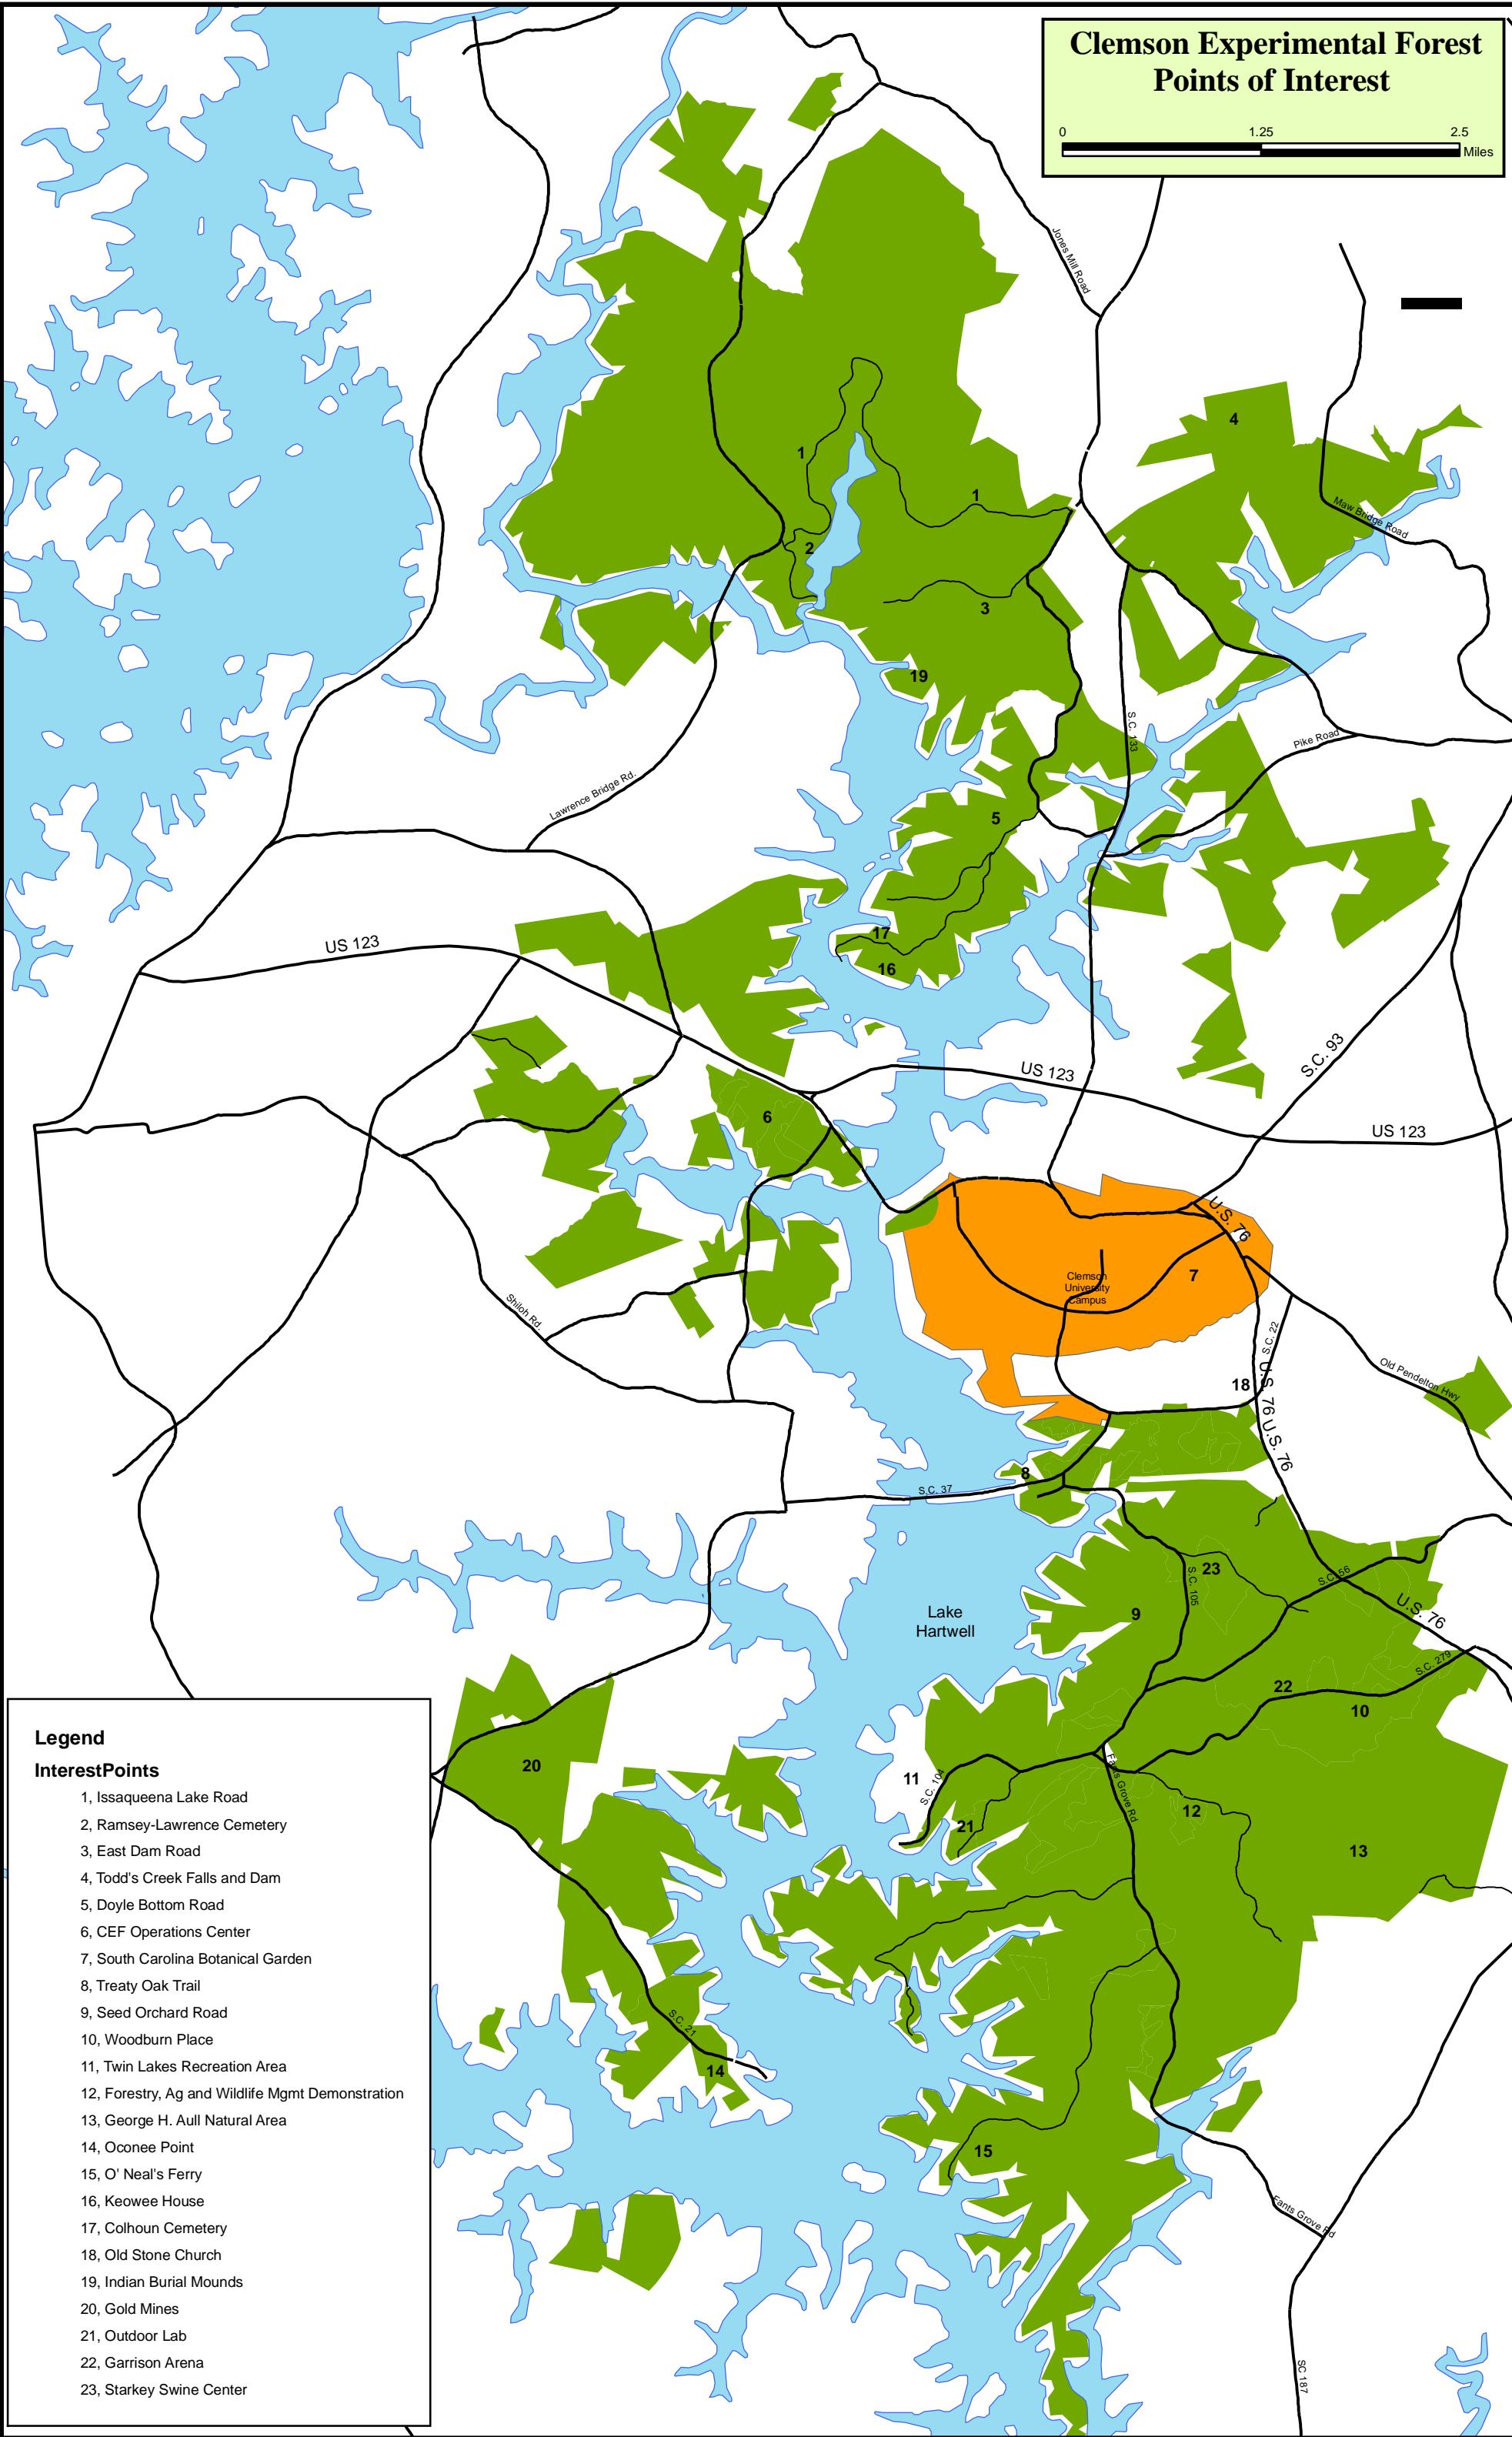 Clemson Experimental Forest
Points of Interest
0 1.25 2.5
Miles
Jones Mill Road
4
1
Maw Bridge Road
1
2
3
19
S.C. 133
Pike Road
Lawrence Bridge Rd.
5
17
US 123
16
S.C. 93
US 123
6
US 123
U.S. 76
7
Clemson
University
Campus
Shiloh Rd.
S.C. 22
Old Pendelton Hwy
18
U.S. 76
U.S. 76
8
S.C. 37
23
S.C. 105
S.C. 56
9
Lake
Hartwell
U.S. 76
S.C. 279
22
10
20
11
S.C. 104
Fants Grove Rd
12
21
13
S.C. 21
14
15
Fants Grove Rd
SC 187
Legend
InterestPoints
1, Issaqueena Lake Road
2, Ramsey-Lawrence Cemetery
3, East Dam Road
4, Todd's Creek Falls and Dam
5, Doyle Bottom Road
6, CEF Operations Center
7, South Carolina Botanical Garden
8, Treaty Oak Trail
9, Seed Orchard Road
10, Woodburn Place
11, Twin Lakes Recreation Area
12, Forestry, Ag and Wildlife Mgmt Demonstration
13, George H. Aull Natural Area
14, Oconee Point
15, O' Neal's Ferry
16, Keowee House
17, Colhoun Cemetery
18, Old Stone Church
19, Indian Burial Mounds
20, Gold Mines
21, Outdoor Lab
22, Garrison Arena
23, Starkey Swine Center